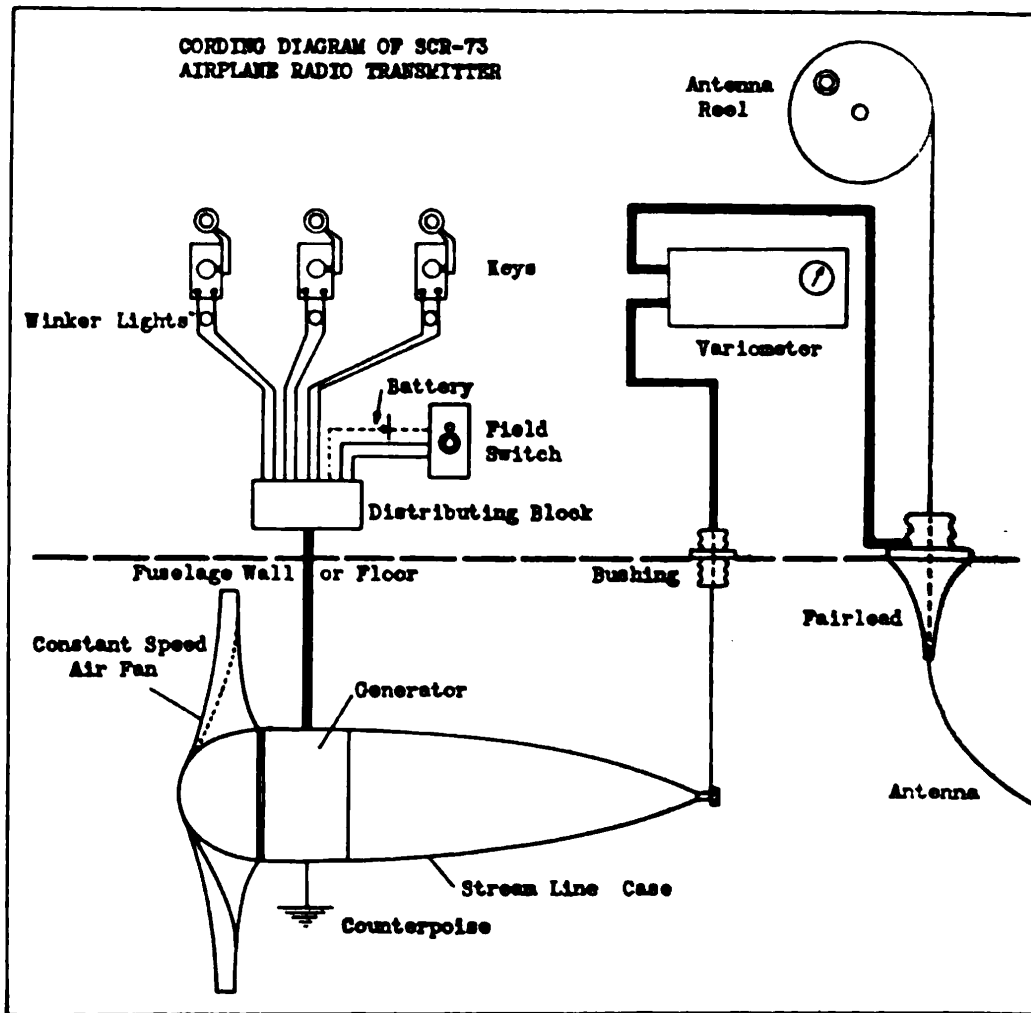 CORDING DIAGRAM OF SCR-73
AIRPLANE RADIO TRANSMITTER
Antenna
Reel
Keys
Winker Lights
Variometer
Battery
Field
Switch
Distributing Block
Fuselage Wall or Floor
Bushing
Fairlead
Constant Speed
Air Fan
Generator
Antenna
Stream Line Case
Counterpoise